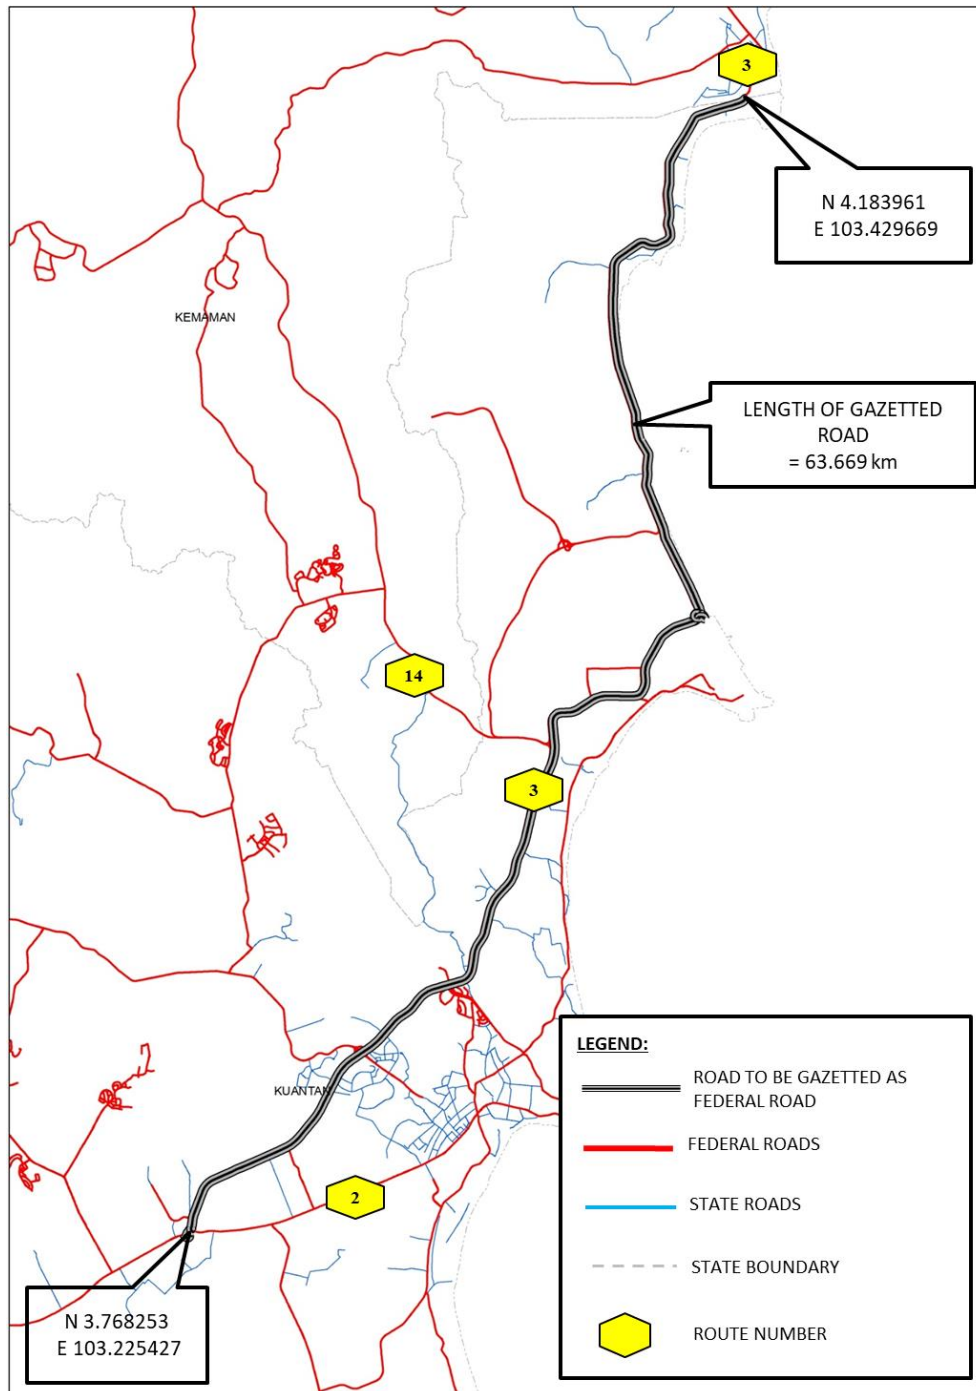 3
N 4.183961
E 103.429669
KEMAMAN
LENGTH OF GAZETTED
ROAD
= 63.669 km
14
3
KUANTAN
2
N 3.768253
E 103.225427
LEGEND:
ROAD TO BE GAZETTED AS
FEDERAL ROAD
FEDERAL ROADS
STATE ROADS
STATE BOUNDARY
ROUTE NUMBER